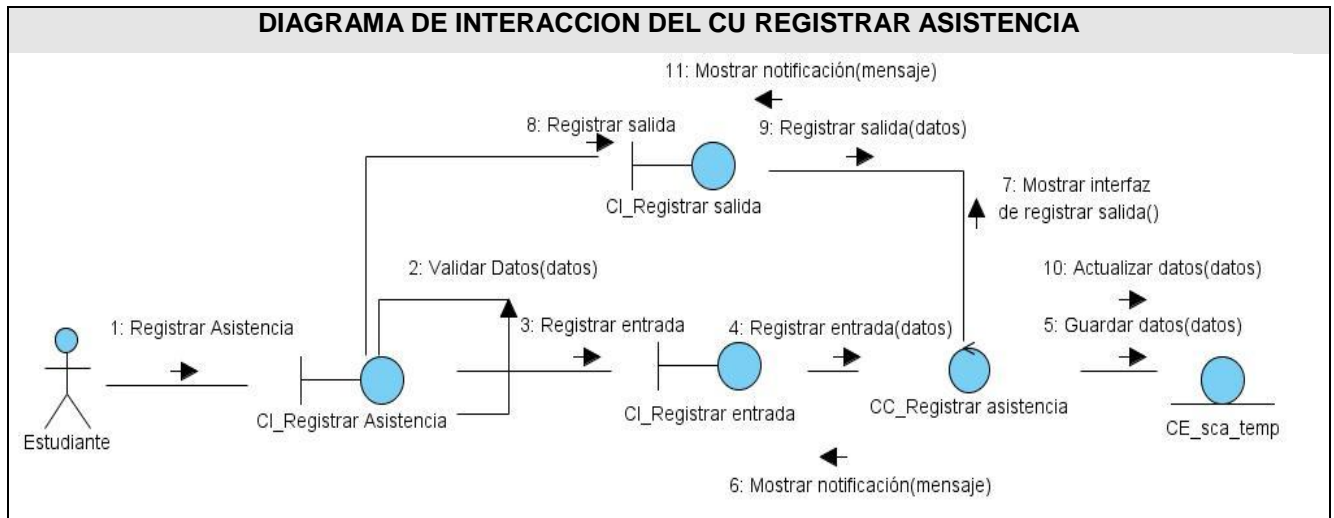 DIAGRAMA DE INTERACCION DEL CU REGISTRAR ASISTENCIA
11: Mostrar notificación(mensaje)
8: Registrar salida
9: Registrar salida(datos)
CI_Registrar salida
7: Mostrar interfaz
de registrar salida()
2: Validar Datos(datos)
10: Actualizar datos(datos)
1: Registrar Asistencia
3: Registrar entrada
4: Registrar entrada(datos)
5: Guardar datos(datos)
Estudiante
CI_Registrar Asistencia
CI_Registrar entrada
CC_Registrar asistencia
CE_sca_temp
6: Mostrar notificación(mensaje)